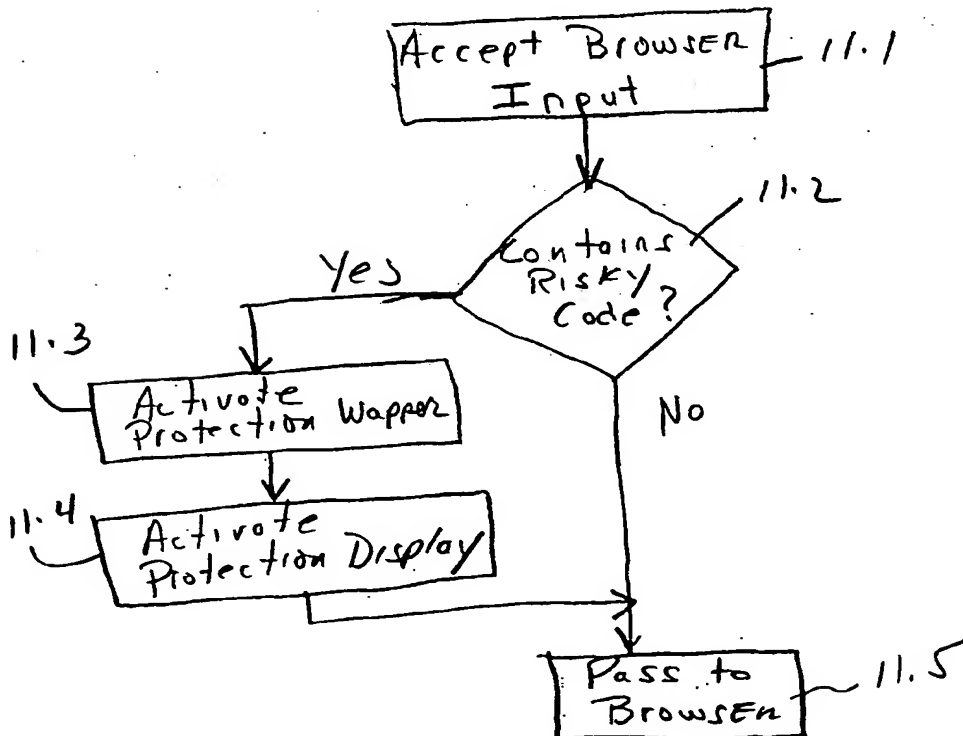 Accept Browser
Input
11.1
11.2
Contains
Risky
Code?
Yes
No
11.3
Activate
Protection Wapper
11.4
Activate
Protection Display
Pass to
Browser
11.5